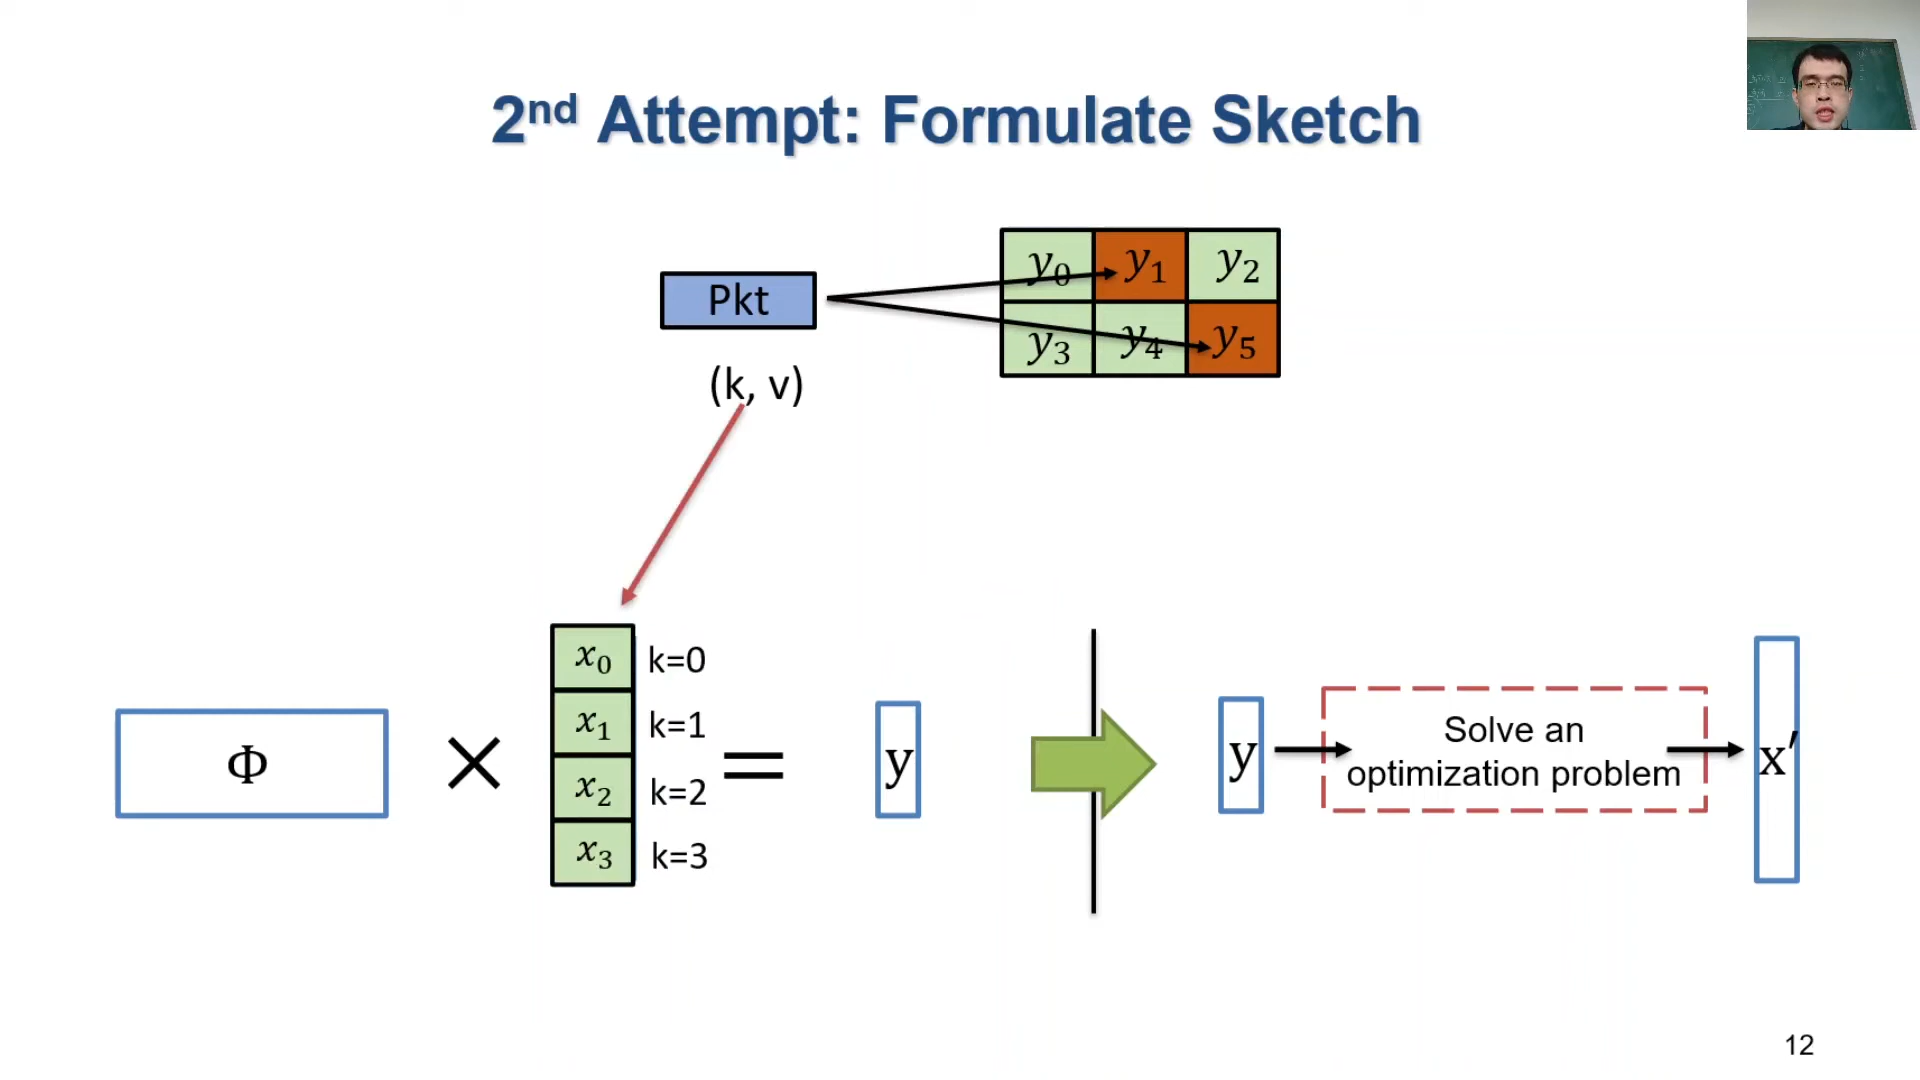 2nd Attempt: Formulate Sketch
y0 y1 y2
Pkt
y3 y4 y5
(k, v)
x0 k=0
x1 k=1
x2 k=2
x3 k=3
Φ × = y
y
Solve an
optimization problem
x′
12